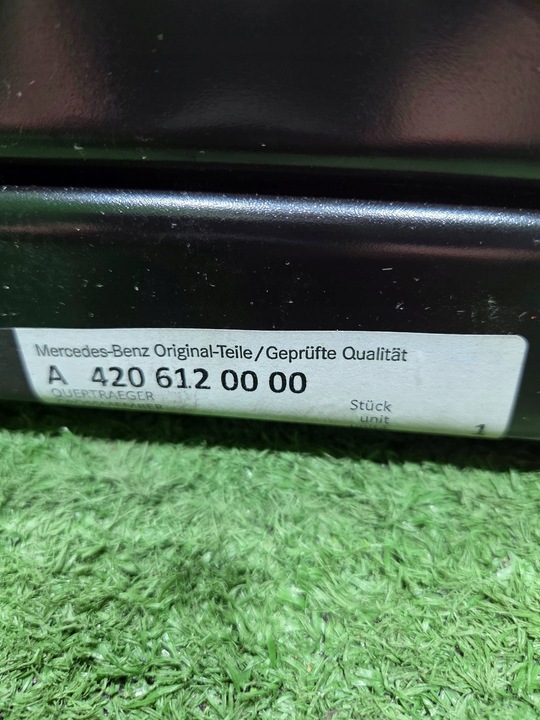 Mercedes-Benz Original-Teile/Geprüfte Qualität
A 420 612 00 00
QUERTRAEGER
Stück
unit
1